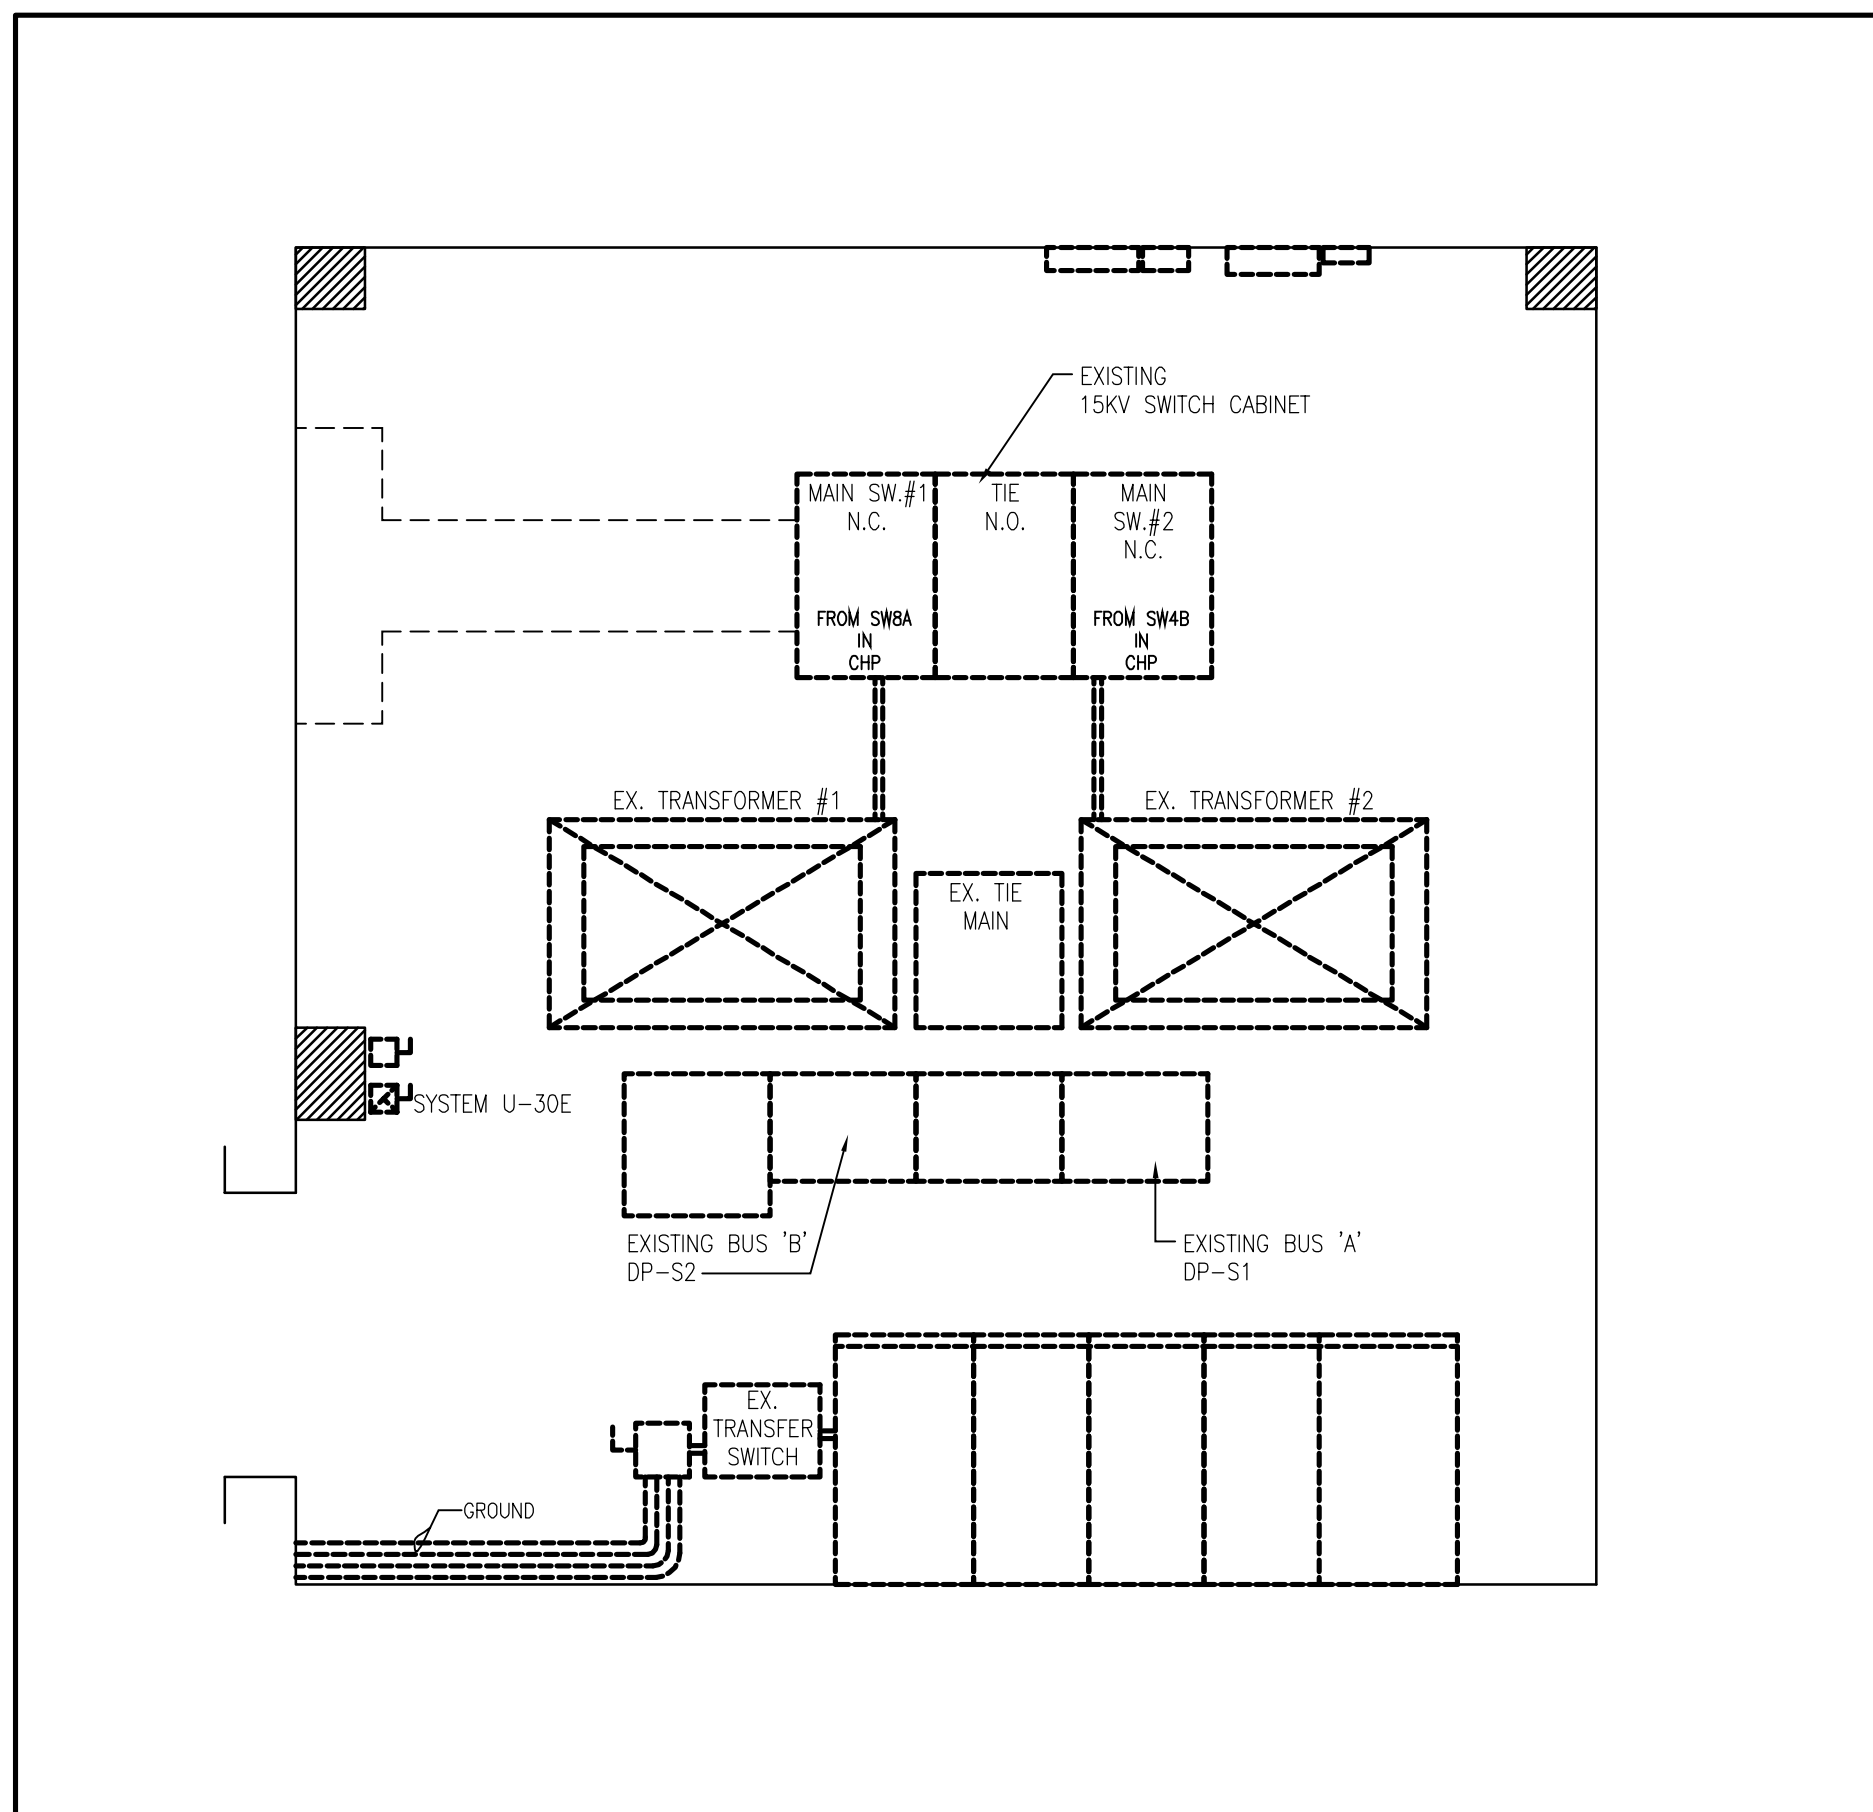 EXISTING
15KV SWITCH CABINET
MAIN SW.#1
N.C.
TIE
N.O.
MAIN
SW.#2
N.C.
FROM SW8A
IN
CHP
FROM SW4B
IN
CHP
EX. TRANSFORMER #1
EX. TRANSFORMER #2
EX. TIE
MAIN
SYSTEM U-30E
EXISTING BUS 'B'
DP-S2
EXISTING BUS 'A'
DP-S1
EX.
TRANSFER
SWITCH
GROUND